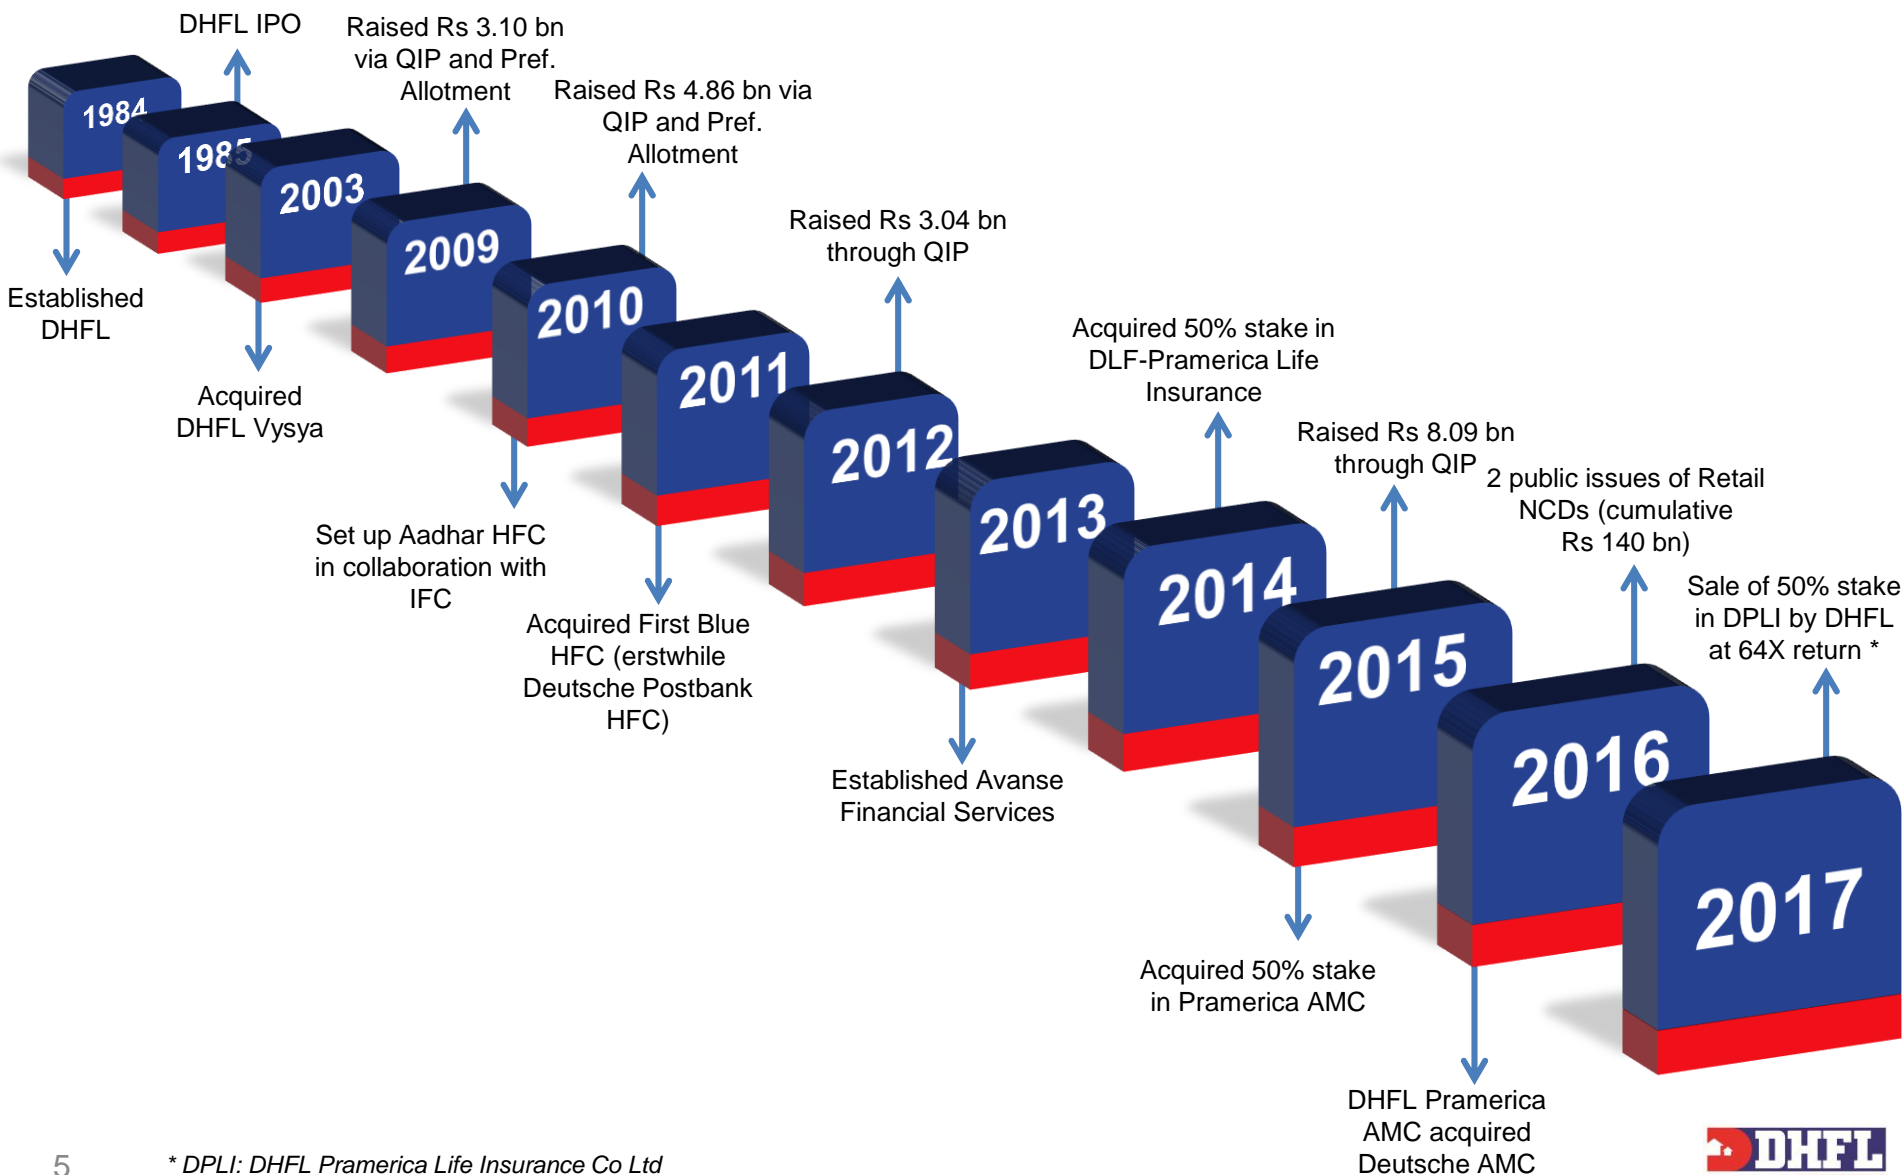 DHFL IPO
Raised Rs 3.10 bn
via QIP and Pref.
Allotment
Raised Rs 4.86 bn via
QIP and Pref.
Allotment
1984
1985
2003
2009
2010
2011
2012
2013
2014
2015
2016
2017
Established
DHFL
Acquired
DHFL Vysya
Raised Rs 3.04 bn
through QIP
Set up Aadhar HFC
in collaboration with
IFC
Acquired First Blue
HFC (erstwhile
Deutsche Postbank
HFC)
Acquired 50% stake in
DLF-Pramerica Life
Insurance
Raised Rs 8.09 bn
through QIP
2 public issues of Retail
NCDs (cumulative
Rs 140 bn)
Sale of 50% stake
in DPLI by DHFL
at 64X return *
Established Avanse
Financial Services
Acquired 50% stake
in Pramerica AMC
DHFL Pramerica
AMC acquired
Deutsche AMC
5
* DPLI: DHFL Pramerica Life Insurance Co Ltd
DHFL